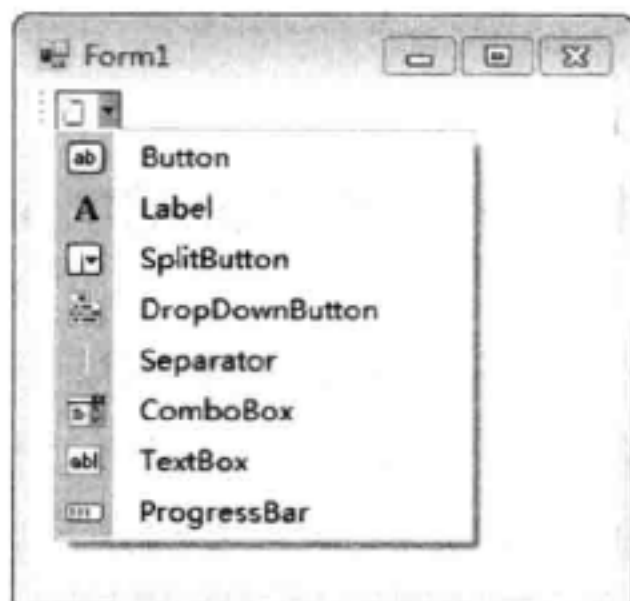 Form1
Button
Label
SplitButton
DropDownButton
Separator
ComboBox
TextBox
ProgressBar